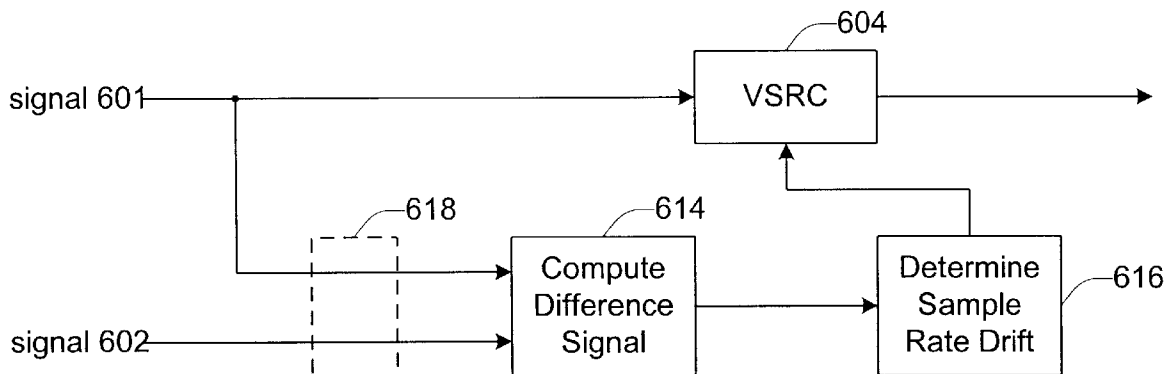 604
signal 601
VSRC
618
614
Compute
Difference
Signal
Determine
Sample
Rate Drift
616
signal 602